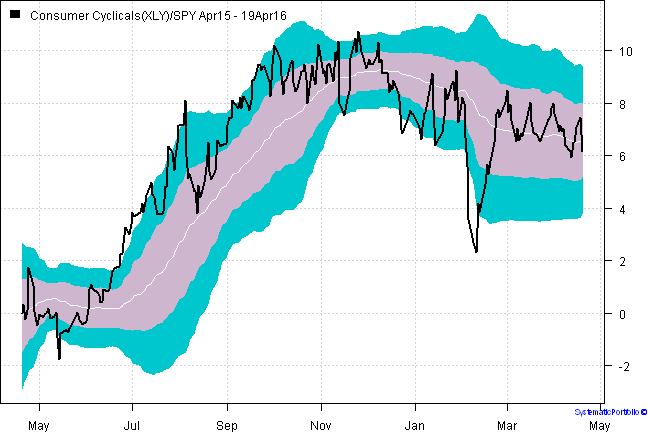 Consumer Cyclicals(XLY)/SPY Apr15 - 19Apr16
10
8
6
4
2
0
-2
May Jul Sep Nov Jan Mar May
SystematicPortfolio ©